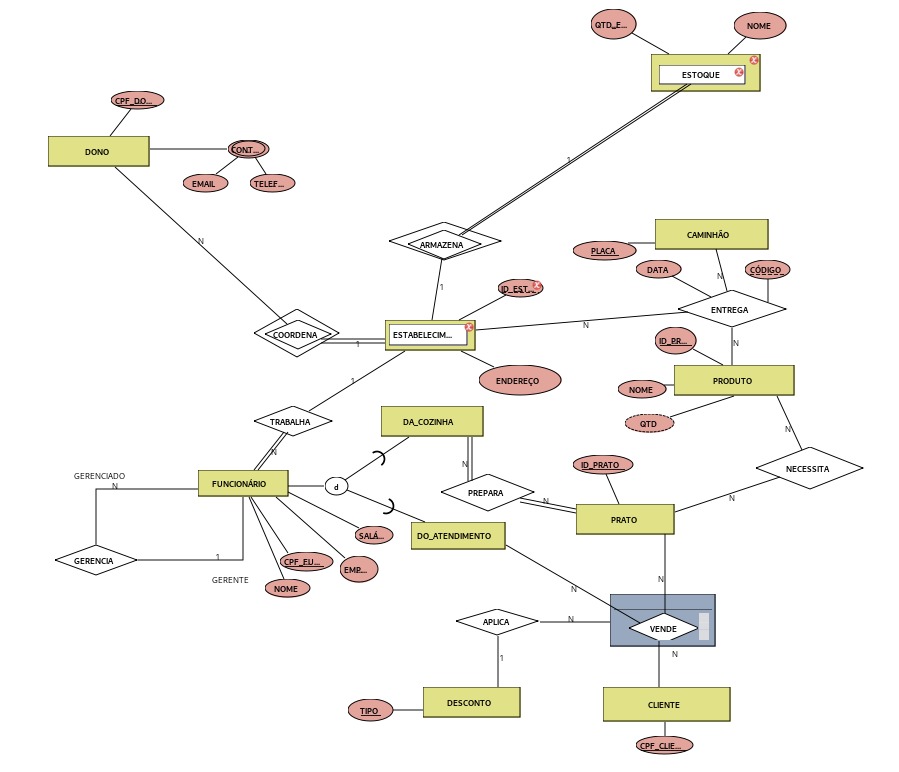 QTD_E...
NOME
ESTOQUE
CPF_DO...
DONO
CONT...
EMAIL
TELEF...
1
N
ARMAZENA
CAMINHÃO
PLACA
DATA
CÓDIGO
N
1
ID_EST...
ENTREGA
COORDENA
1
ESTABELECIM...
N
N
ID_PR...
ENDEREÇO
PRODUTO
1
NOME
TRABALHA
DA_COZINHA
QTD
N
N
ID_PRATO
NECESSITA
N
GERENCIADO
N
FUNCIONÁRIO
d
PREPARA
N
N
PRATO
SALÁ...
DO_ATENDIMENTO
GERENCIA
1
CPF_FU...
EMP...
GERENTE
NOME
N
N
APLICA
N
VENDE
N
1
DESCONTO
CLIENTE
TIPO
CPF_CLIE...